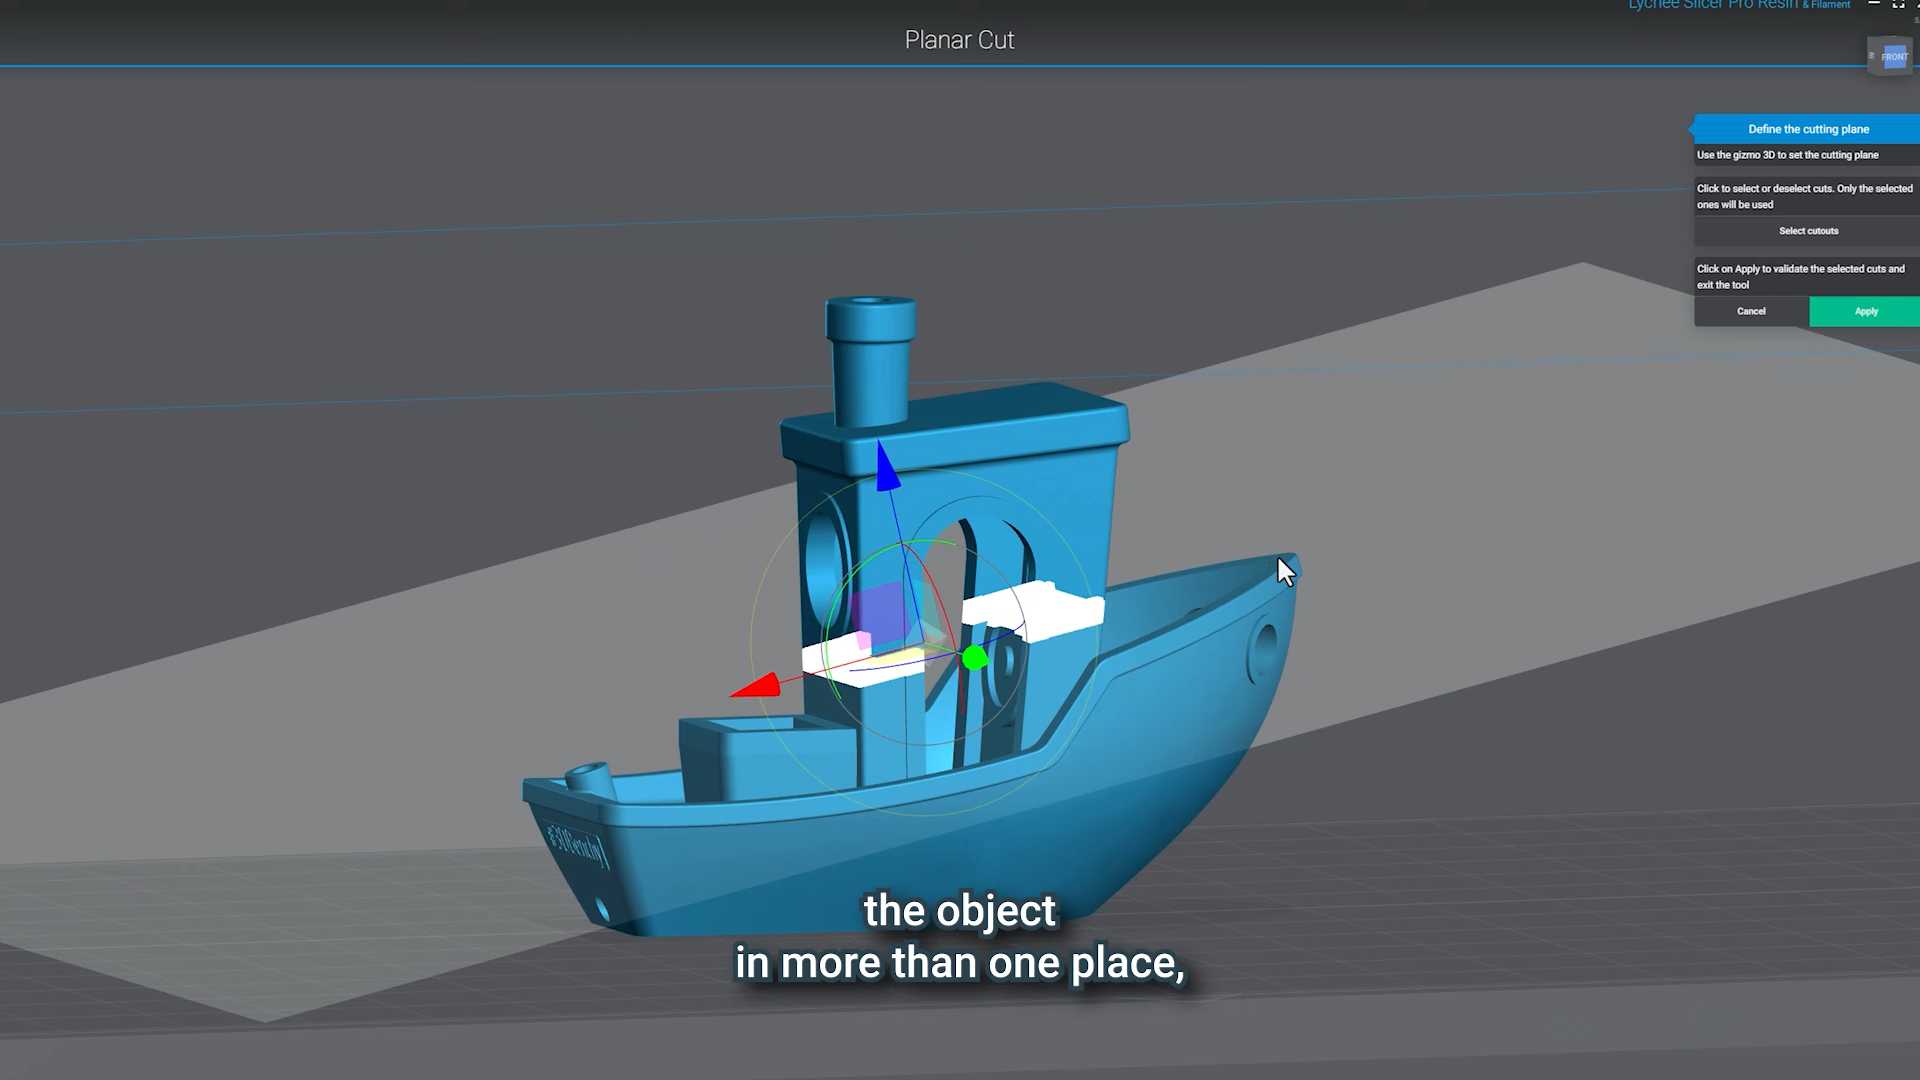 Lychee Slicer Pro Resin & Filament
Planar Cut
FRONT
Define the cutting plane
Use the gizmo 3D to set the cutting plane
Click to select or deselect cuts. Only the selected
ones will be used
Select cutouts
Click on Apply to validate the selected cuts and
exit the tool
Cancel
Apply
#3DBenchy
the object
in more than one place,